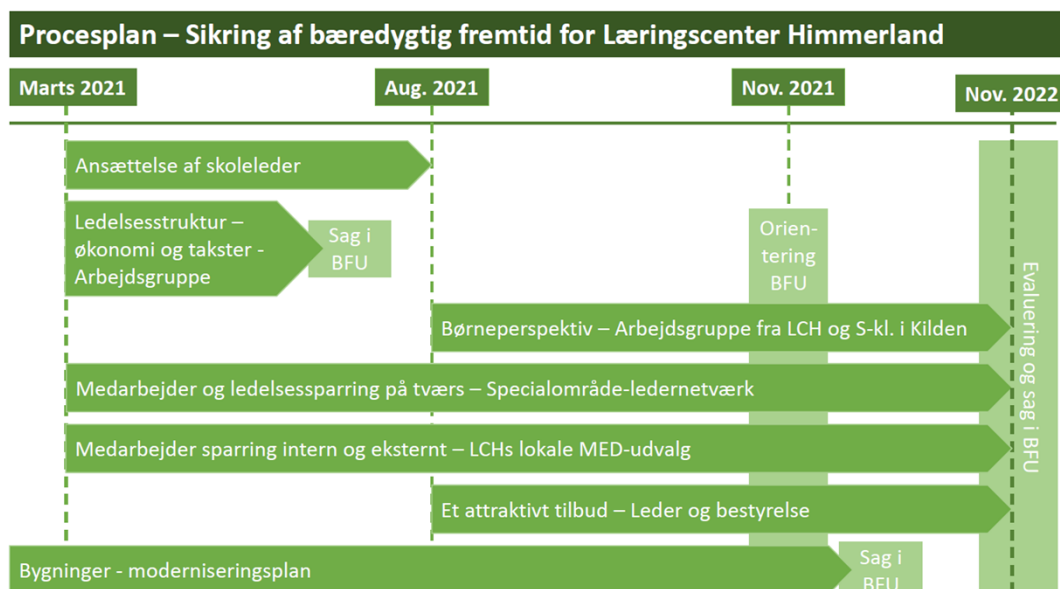 Procesplan – Sikring af bæredygtig fremtid for Læringscenter Himmerland
Marts 2021
Aug. 2021
Nov. 2021
Nov. 2022
Ansættelse af skoleleder
Ledelsesstruktur –
økonomi og takster -
Arbejdsgruppe
Sag i
BFU
Orien-
tering
BFU
Børneperspektiv – Arbejdsgruppe fra LCH og S-kl. i Kilden
Medarbejder og ledelsessparring på tværs – Specialområde-ledernetværk
Medarbejder sparring intern og eksternt – LCHs lokale MED-udvalg
Et attraktivt tilbud – Leder og bestyrelse
Evaluering og sag i BFU
Bygninger - moderniseringsplan
Sag i
BFU